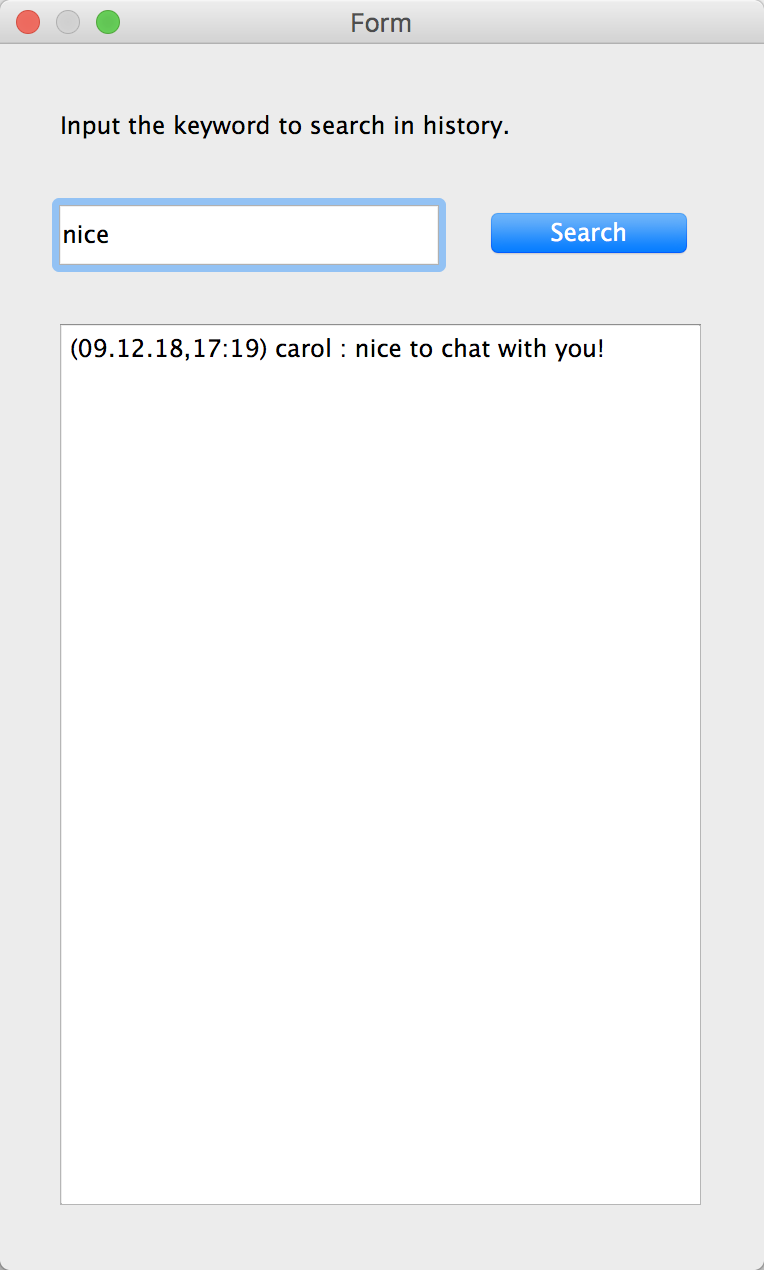 Form
Input the keyword to search in history.
nice
Search
(09.12.18,17:19) carol : nice to chat with you!